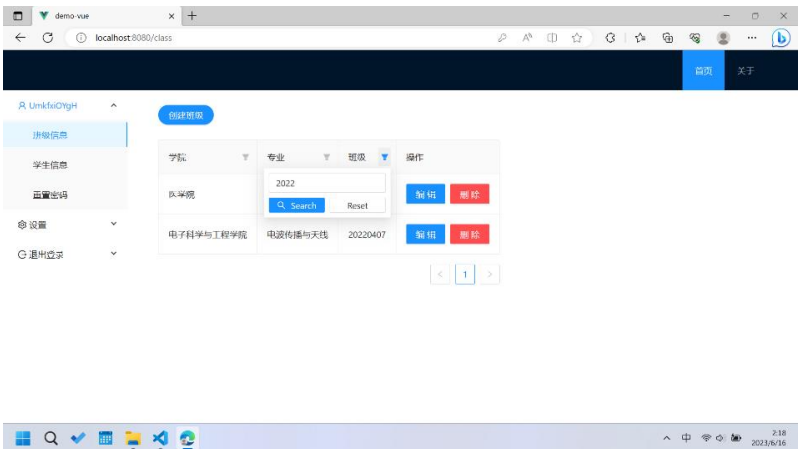 demo-vue
localhost:8080/class
首页 关于
UmkfxiOYgH
创建班级
班级信息
学院 专业 班级 操作
学生信息
2022
重置密码
医学院 编 辑 删 除
Search Reset
设置
电子科学与工程学院 电波传播与天线 20220407 编 辑 删 除
退出登录
1
中
2:18
2023/6/16